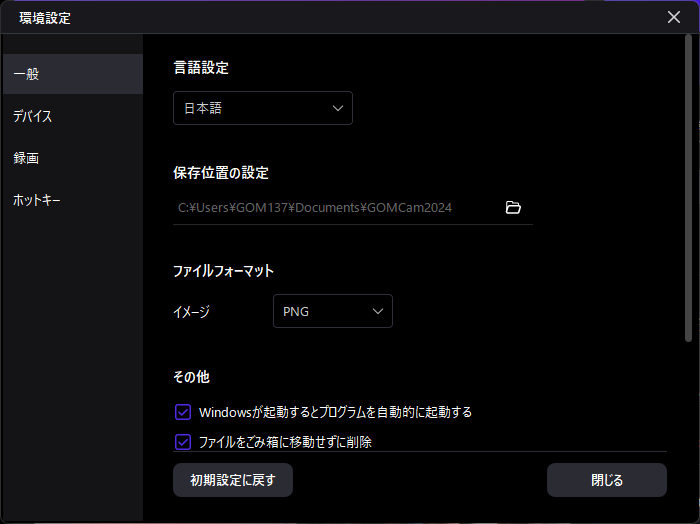 環境設定
一般
デバイス
録画
ホットキー
言語設定
日本語
保存位置の設定
C:¥Users¥GOM137¥Documents¥GOMCam2024
ファイルフォーマット
イメージ
PNG
その他
Windowsが起動するとプログラムを自動的に起動する
ファイルをごみ箱に移動せずに削除
初期設定に戻す
閉じる